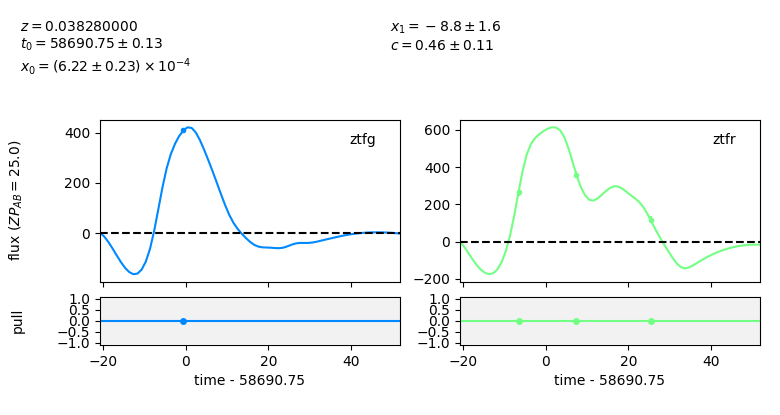 z = 0.038280000
t₀ = 58690.75 ± 0.13
x₀ = (6.22 ± 0.23) × 10⁻⁴
x₁ = −8.8 ± 1.6
c = 0.46 ± 0.11
flux (ZP_AB = 25.0)
400
200
0
ztfg
600
400
200
0
−200
ztfr
pull
1.0
0.5
0.0
−0.5
−1.0
−20
0
20
40
time - 58690.75
1.0
0.5
0.0
−0.5
−1.0
−20
0
20
40
time - 58690.75